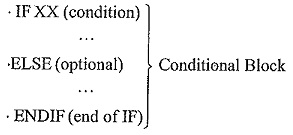 · IF XX (condition)
...
·ELSE (optional)
...
· ENDIF (end of IF)
Conditional Block